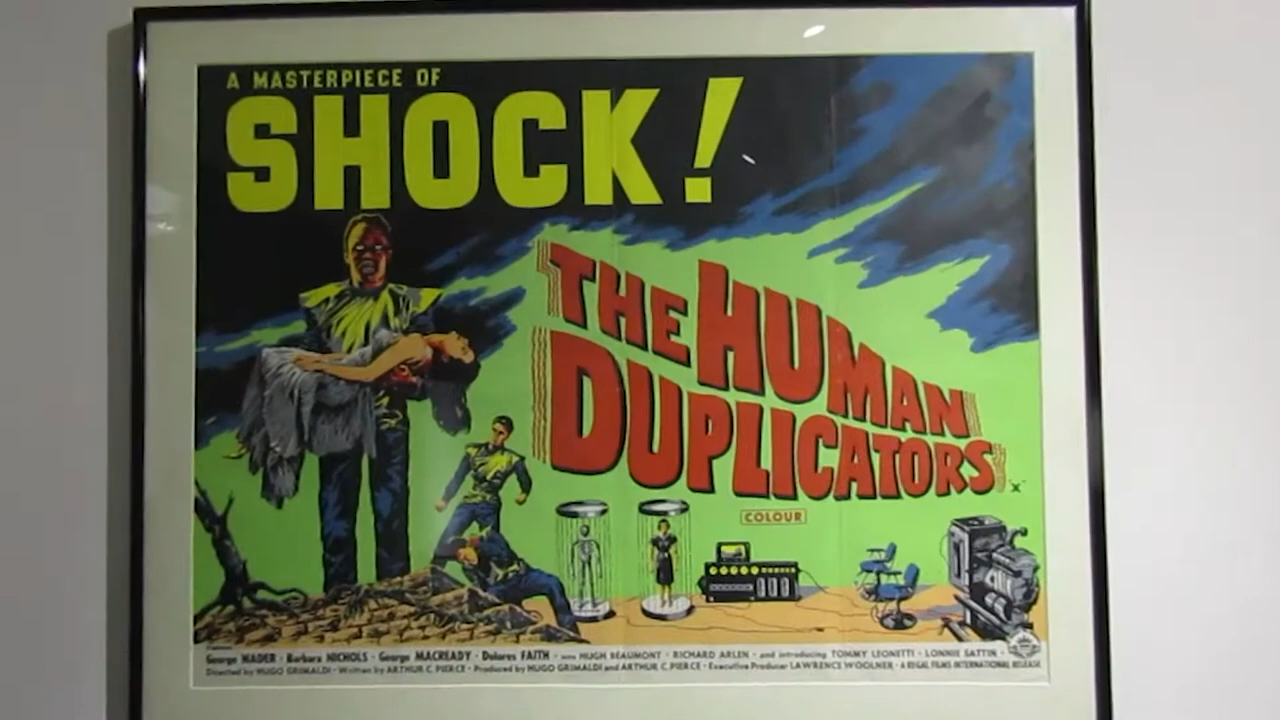 A MASTERPIECE OF
SHOCK!
THE HUMAN
DUPLICATORS
"X"
COLOUR
George NADER · Barbara NICHOLS · George MACREADY · Dolores FAITH · with HUGH BEAUMONT · RICHARD ARLEN · and introducing TOMMY LEONETTI · LONNIE SATTIN ·
Directed by HUGO GRIMALDI · Written by ARTHUR C. PIERCE · Produced by HUGO GRIMALDI and ARTHUR C. PIERCE · Executive Producer LAWRENCE WOOLNER · A REGAL FILMS INTERNATIONAL RELEASE